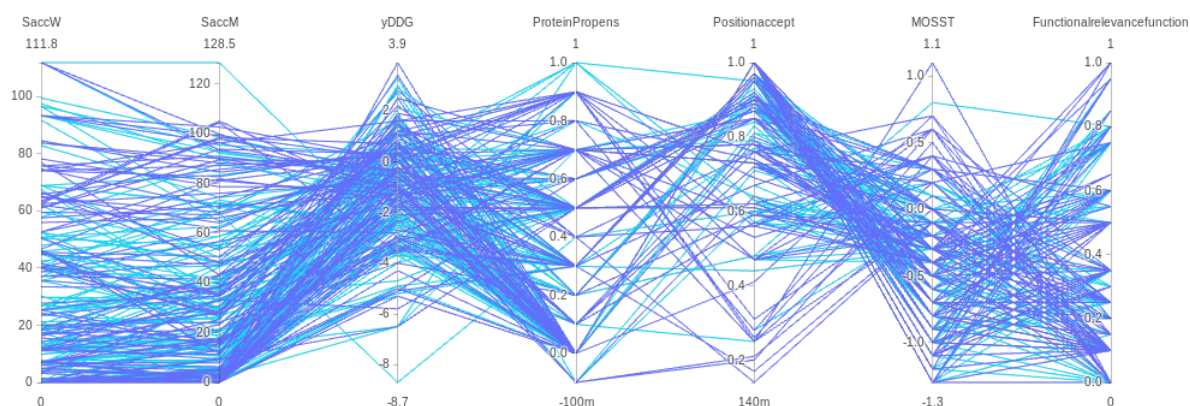 SaccW SaccM yDDG ProteinPropens Positionaccept MOSST Functionalrelevancefunction
111.8 128.5 3.9 1 1 1.1 1
1.0 1.0 1.0
1.0
120
2
100
0.8 0.8 0.8
100
0.5
0
80 80
0.6 0.6 0.6
0.0
-2
60 60
0.4 0.4 0.4
-4
40 40
-0.5
0.2 0.2 0.2
-6
20 20
-1.0
0.0
-8
0 0 0.0
0 0 -8.7 -100m 140m -1.3 0